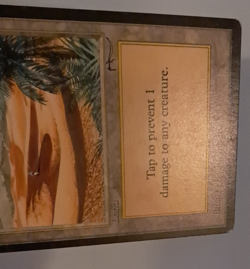 Tap to prevent 1
damage to any creature.